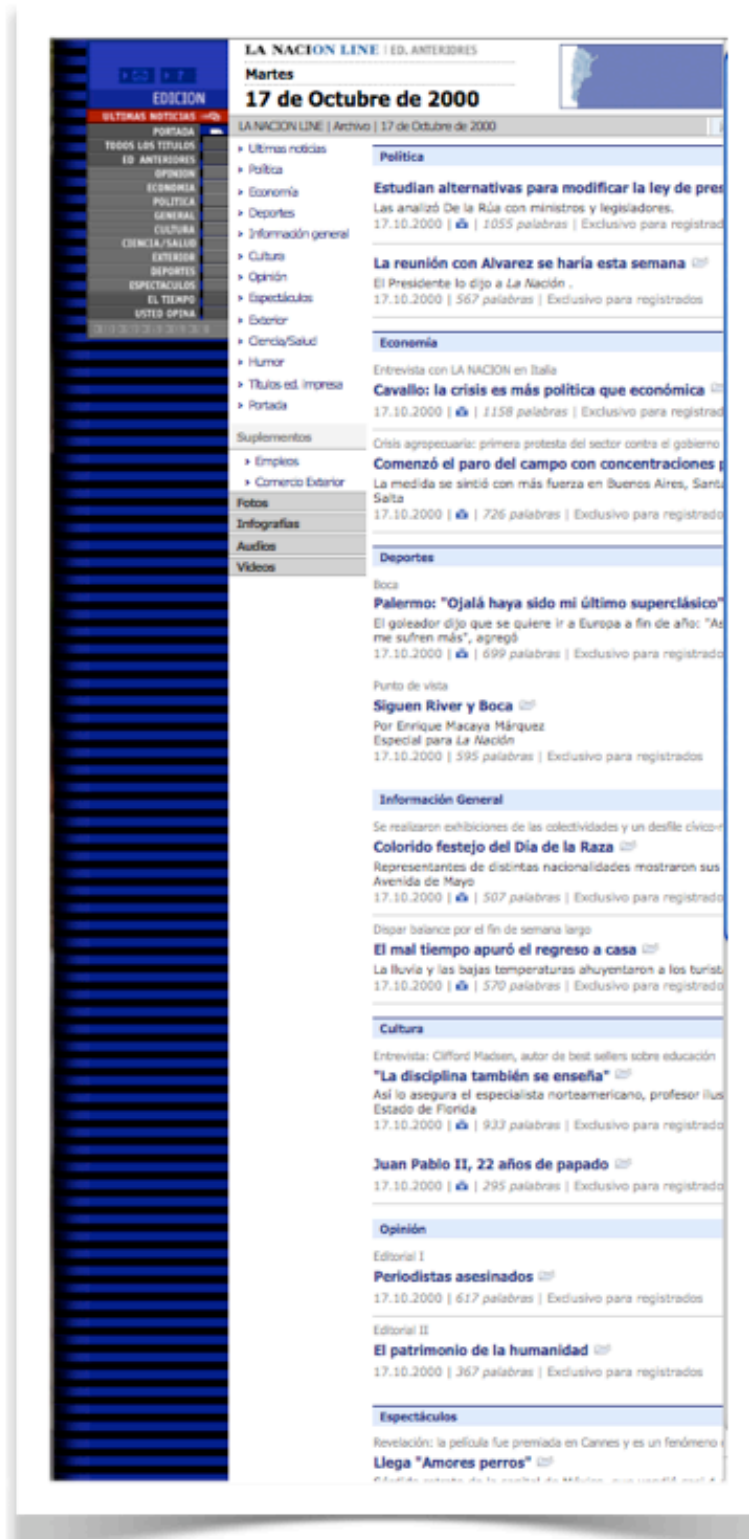 LA NACION LINE | ED. ANTERIORES
Martes
17 de Octubre de 2000
LA NACION LINE | Archivo | 17 de Octubre de 2000
EDICION
ULTIMAS NOTICIAS
PORTADA
TODOS LOS TITULOS
ED ANTERIORES
OPINION
ECONOMIA
POLITICA
GENERAL
CULTURA
CIENCIA/SALUD
EXTERIOR
DEPORTES
ESPECTACULOS
EL TIEMPO
USTED OPINA
Ultimas noticias
Política
Economía
Deportes
Información general
Cultura
Opinión
Espectáculos
Exterior
Ciencia/Salud
Humor
Títulos ed. impresa
Portada
Suplementos
Empleos
Comercio Exterior
Fotos
Infografías
Audios
Videos
Política
Estudian alternativas para modificar la ley de pres
Las analizó De la Rúa con ministros y legisladores.
17.10.2000 | | 1055 palabras | Exclusivo para registrad
La reunión con Alvarez se haría esta semana
El Presidente lo dijo a La Nación .
17.10.2000 | 567 palabras | Exclusivo para registrados
Economía
Entrevista con LA NACION en Italia
Cavallo: la crisis es más política que económica
17.10.2000 | | 1158 palabras | Exclusivo para registrad
Crisis agropecuaria: primera protesta del sector contra el gobierno
Comenzó el paro del campo con concentraciones p
La medida se sintió con más fuerza en Buenos Aires, Santa
Salta
17.10.2000 | | 726 palabras | Exclusivo para registrado
Deportes
Boca
Palermo: "Ojalá haya sido mi último superclásico"
El goleador dijo que se quiere ir a Europa a fin de año: "As
me sufren más", agregó
17.10.2000 | | 699 palabras | Exclusivo para registrado
Punto de vista
Siguen River y Boca
Por Enrique Macaya Márquez
Especial para La Nación
17.10.2000 | 595 palabras | Exclusivo para registrados
Información General
Se realizaron exhibiciones de las colectividades y un desfile cívico-
Colorido festejo del Día de la Raza
Representantes de distintas nacionalidades mostraron sus
Avenida de Mayo
17.10.2000 | | 507 palabras | Exclusivo para registrado
Dispar balance por el fin de semana largo
El mal tiempo apuró el regreso a casa
La lluvia y las bajas temperaturas ahuyentaron a los turist
17.10.2000 | | 570 palabras | Exclusivo para registrado
Cultura
Entrevista: Clifford Madsen, autor de best sellers sobre educación
"La disciplina también se enseña"
Así lo asegura el especialista norteamericano, profesor ilus
Estado de Florida
17.10.2000 | | 933 palabras | Exclusivo para registrado
Juan Pablo II, 22 años de papado
17.10.2000 | | 295 palabras | Exclusivo para registrado
Opinión
Editorial I
Periodistas asesinados
17.10.2000 | 617 palabras | Exclusivo para registrados
Editorial II
El patrimonio de la humanidad
17.10.2000 | 367 palabras | Exclusivo para registrados
Espectáculos
Revelación: la película fue premiada en Cannes y es un fenómeno
Llega "Amores perros"